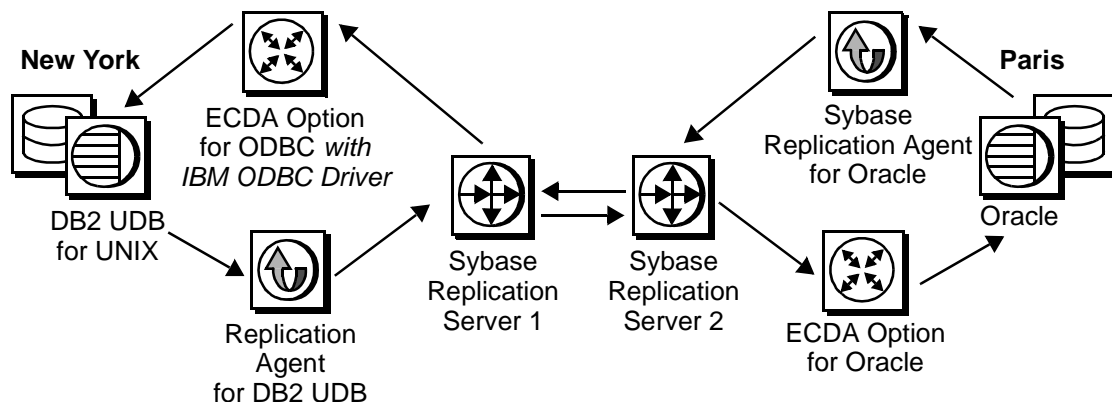 New York
ECDA Option
for ODBC with
IBM ODBC Driver
DB2 UDB
for UNIX
Replication
Agent
for DB2 UDB
Sybase
Replication
Server 1
Sybase
Replication
Server 2
Sybase
Replication Agent
for Oracle
Paris
Oracle
ECDA Option
for Oracle